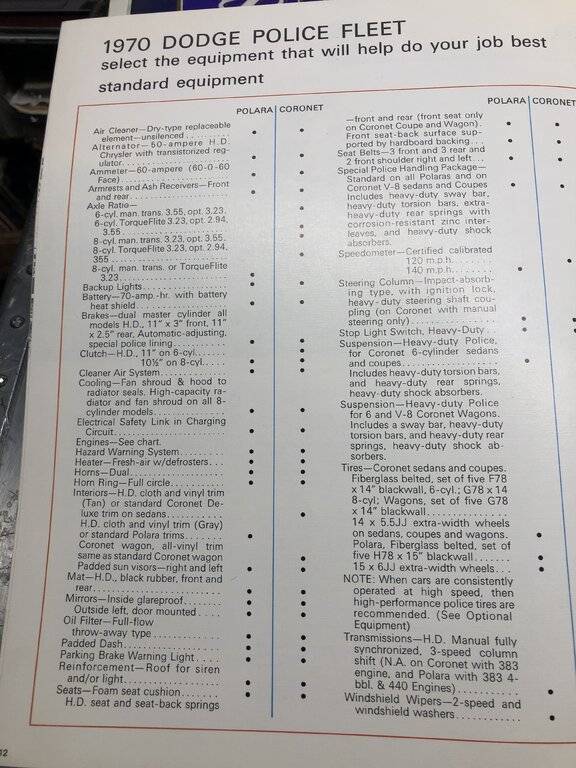 1970 DODGE POLICE FLEET
select the equipment that will help do your job best
standard equipment
POLARA CORONET
Air Cleaner—Dry-type replaceable
element—unsilenced
Alternator—50-ampere H.D.
Chrysler with transistorized reg-
ulator
Ammeter—60-ampere (60-0-60
Face)
Armrests and Ash Receivers—Front
and rear
Axle Ratio—
6-cyl. man. trans. 3.55, opt. 3.23.
6-cyl. TorqueFlite 3.23, opt. 2.94,
3.55
8-cyl. man. trans. 3.23, 3.55.
8-cyl. TorqueFlite 3.23, opt. 2.94,
355
8-cyl. man. trans. or TorqueFlite
3.23
Backup Lights
Battery—70-amp.-hr. with battery
heat shield
Brakes—dual master cylinder all
models H.D., 11" x 3" front, 11"
x 2.5" rear, Automatic-adjusting,
special police lining
Clutch—H.D., 11" on 6-cyl.
10½" on 8-cyl.
Cleaner Air System
Cooling—Fan shroud & hood to
radiator seals. High-capacity ra-
diator and fan shroud on all 8-
cylinder models
Electrical Safety Link in Charging
Circuit
Engines—See chart.
Hazard Warning System
Heater—Fresh-air w/defrosters
Horns—Dual
Horn Ring—Full circle
Interiors—H.D. cloth and vinyl trim
(Tan) or standard Coronet De-
luxe trim on sedans
H.D. cloth and vinyl trim (Gray)
or standard Polara trims
Coronet wagon, all-vinyl trim
same as standard Coronet wagon
Padded sun visors—right and left
Mat—H.D., black rubber, front and
rear
Mirrors—Inside glareproof
Outside left, door mounted
Oil Filter—Full-flow
throw-away type
Padded Dash
Parking Brake Warning Light
Reinforcement—Roof for siren
and/or light
Seats—Foam seat cushion
H.D. seat and seat-back springs
12
POLARA CORONET
—front and rear (front seat only
on Coronet Coupe and Wagon).
Front seat-back surface sup-
ported by hardboard backing
Seat Belts—3 front and 3 rear and
2 front shoulder right and left
Special Police Handling Package—
Standard on all Polaras and on
Coronet V-8 sedans and Coupes
Includes heavy-duty sway bar,
heavy-duty torsion bars, extra-
heavy-duty rear springs with
corrosion-resistant zinc inter-
leaves, and heavy-duty shock
absorbers.
Speedometer—Certified calibrated
120 m.p.h.
140 m.p.h.
Steering Column—Impact-absorb-
ing type, with ignition lock,
heavy-duty steering shaft cou-
pling (on Coronet with manual
steering only)
Stop Light Switch, Heavy-Duty
Suspension—Heavy-duty Police,
for Coronet 6-cylinder sedans
and coupes
Includes heavy-duty torsion bars,
and heavy-duty rear springs,
heavy-duty shock absorbers.
Suspension—Heavy-duty Police
for 6 and V-8 Coronet Wagons.
Includes a sway bar, heavy-duty
torsion bars, and heavy-duty rear
springs, heavy-duty shock ab-
sorbers.
Tires—Coronet sedans and coupes.
Fiberglass belted, set of five F78
x 14" blackwall, 6-cyl.; G78 x 14
8-cyl; Wagons, set of five G78
x 14" blackwall
14 x 5.5JJ extra-width wheels
on sedans, coupes and wagons.
Polara, Fiberglass belted, set of
five H78 x 15" blackwall
15 x 6JJ extra-width wheels
NOTE: When cars are consistently
operated at high speed, then
high-performance police tires are
recommended. (See Optional
Equipment)
Transmissions—H.D. Manual fully
synchronized, 3-speed column
shift (N.A. on Coronet with 383
engine, and Polara with 383 4-
bbl. & 440 Engines)
Windshield Wipers—2-speed and
windshield washers